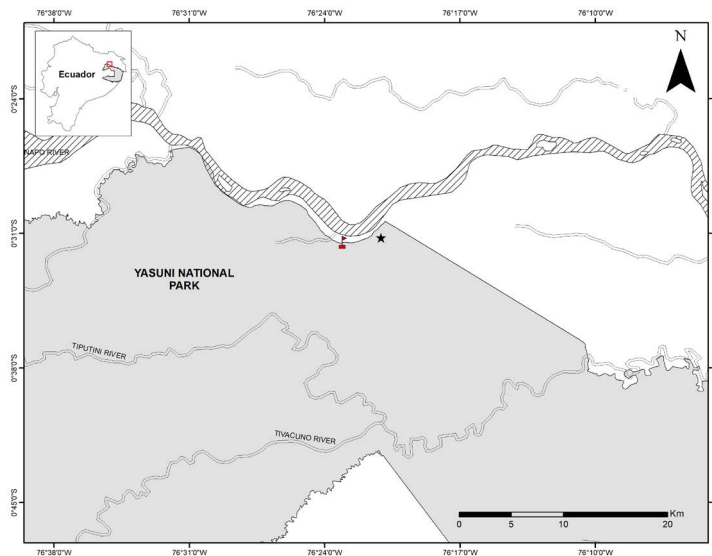 76°38'0"W 76°31'0"W 76°24'0"W 76°17'0"W 76°10'0"W
N
Ecuador
0°24'0"S
NAPO RIVER
0°31'0"S
YASUNI NATIONAL
PARK
TIPUTINI RIVER
0°38'0"S
TIVACUNO RIVER
0°45'0"S
Km
0 5 10 20
76°38'0"W 76°31'0"W 76°24'0"W 76°17'0"W 76°10'0"W